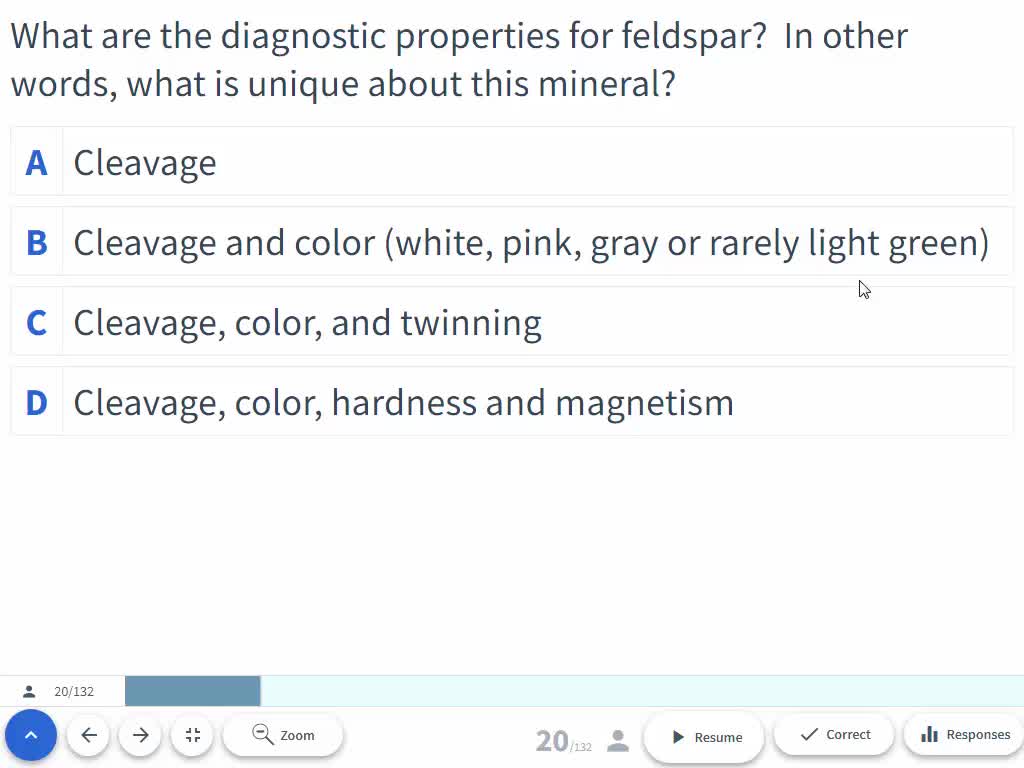 What are the diagnostic properties for feldspar?  In other
words, what is unique about this mineral?
A Cleavage
B Cleavage and color (white, pink, gray or rarely light green)
C Cleavage, color, and twinning
D Cleavage, color, hardness and magnetism
20/132
Zoom 20/132 Resume Correct Responses